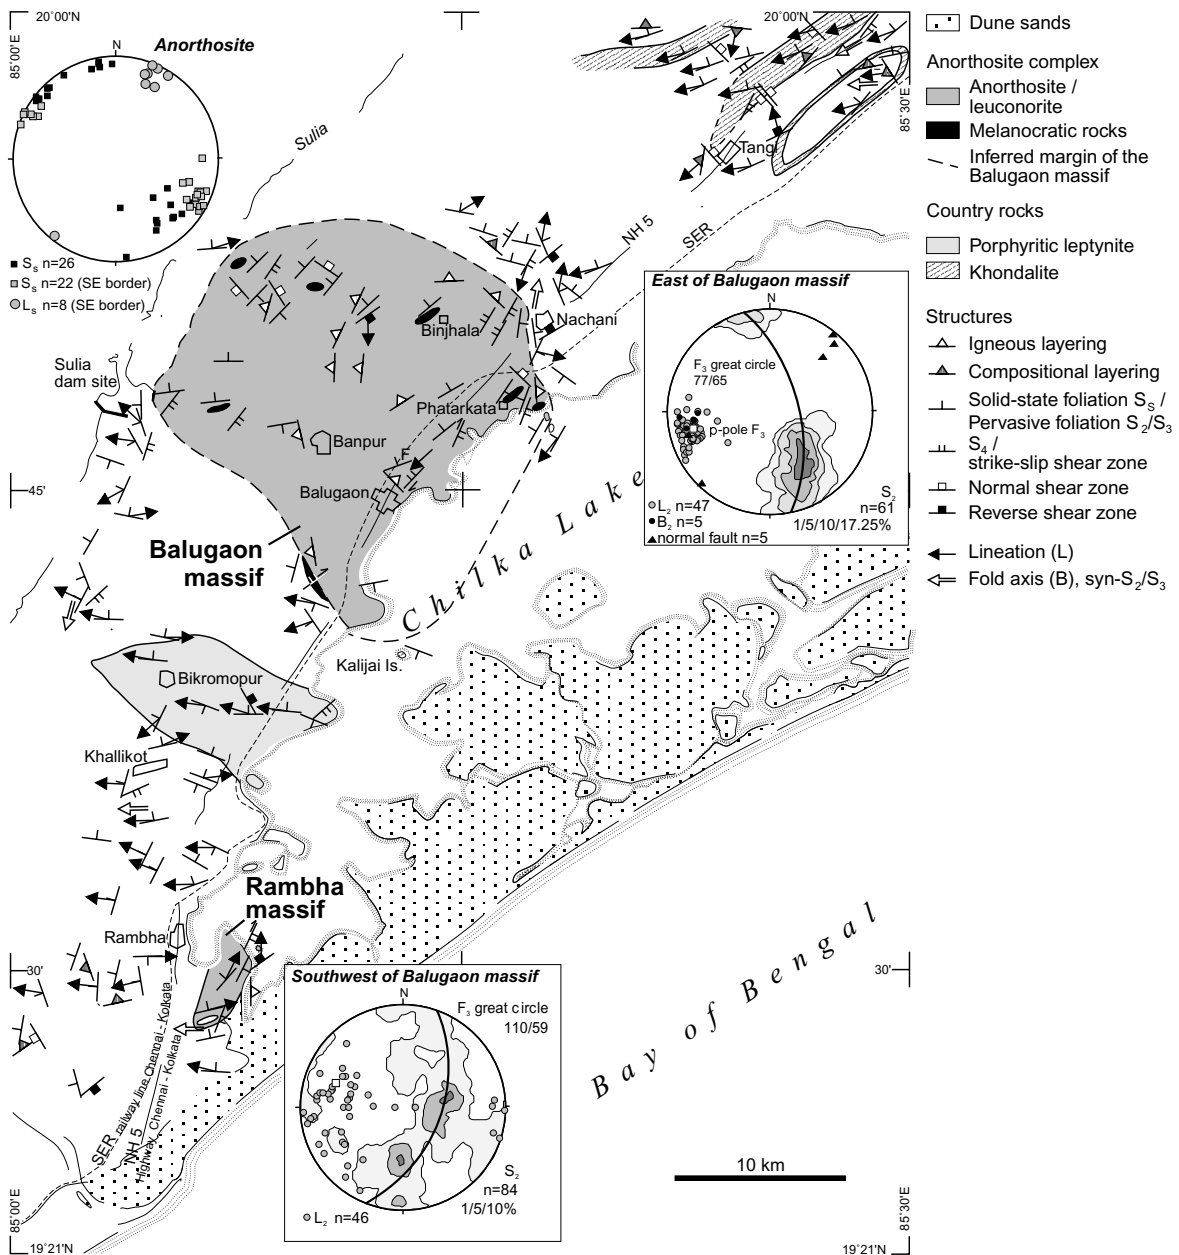 20°00'N
85°00'E
N
Anorthosite
Sₛ n=26
Sₛ n=22 (SE border)
Lₛ n=8 (SE border)
Sulia
20°00'N
85°30'E
Tangi
NH 5
SER
Nachani
Binjhala
Phatarkata
Banpur
Balugaon
F
Sulia
dam site
45'
Balugaon
massif
Chilka Lake
Kalijai Is.
Bikromopur
Khallikot
Rambha
massif
Rambha
30'
30'
SER railway line Chennai - Kolkata
NH 5
Highway, Chennai - Kolkata
85°00'E
19°21'N
Bay of Bengal
10 km
85°30'E
19°21'N
East of Balugaon massif
N
F₃ great circle
77/65
p-pole F₃
L₂ n=47
B₂ n=5
normal fault n=5
S₂
n=61
1/5/10/17.25%
Southwest of Balugaon massif
N
F₃ great circle
110/59
S₂
n=84
1/5/10%
L₂ n=46
Dune sands
Anorthosite complex
Anorthosite /
leuconorite
Melanocratic rocks
Inferred margin of the
Balugaon massif
Country rocks
Porphyritic leptynite
Khondalite
Structures
Igneous layering
Compositional layering
Solid-state foliation Sₛ /
Pervasive foliation S₂/S₃
S₄ /
strike-slip shear zone
Normal shear zone
Reverse shear zone
Lineation (L)
Fold axis (B), syn-S₂/S₃